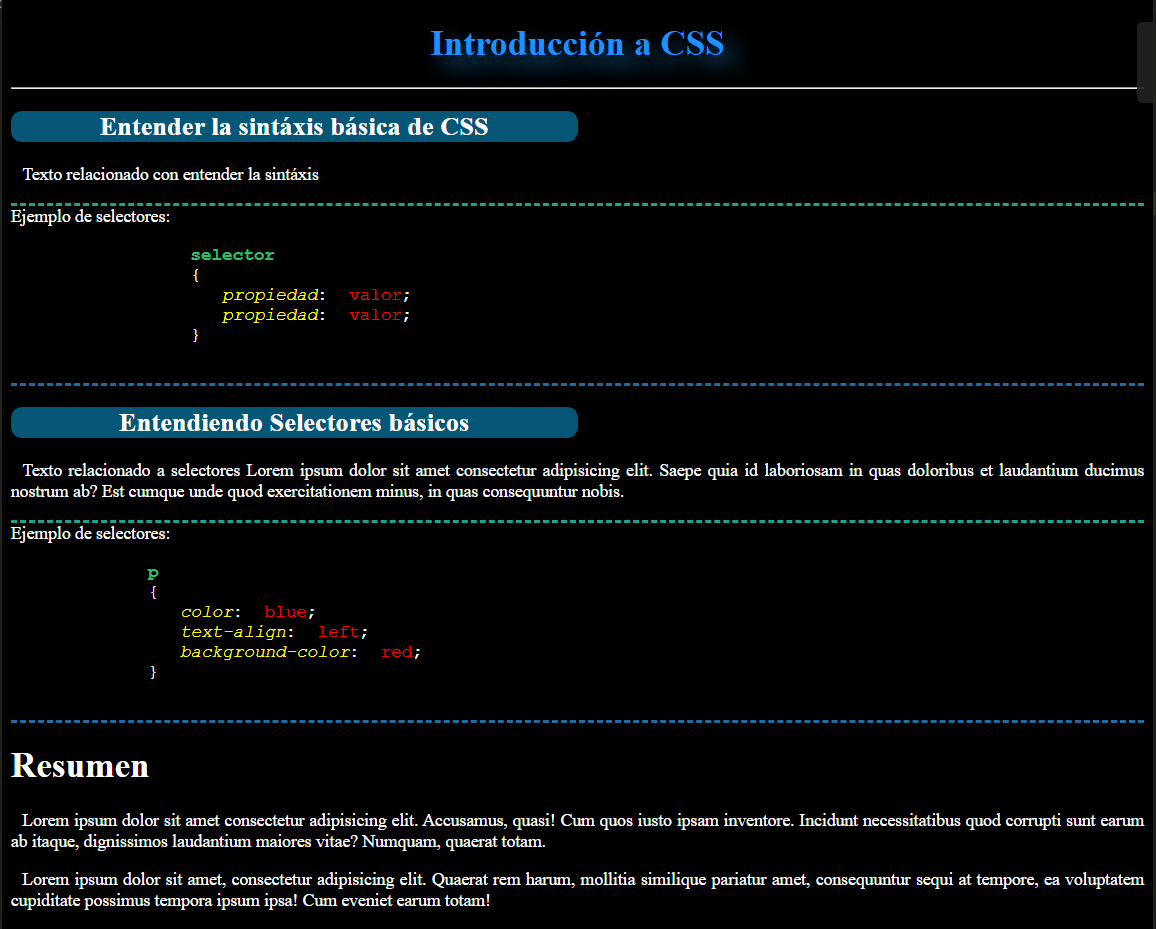 Introducción a CSS
Entender la sintáxis básica de CSS
Texto relacionado con entender la sintáxis
Ejemplo de selectores:
selector
{
propiedad: valor;
propiedad: valor;
}
Entendiendo Selectores básicos
Texto relacionado a selectores Lorem ipsum dolor sit amet consectetur adipisicing elit. Saepe quia id laboriosam in quas doloribus et laudantium ducimus
nostrum ab? Est cumque unde quod exercitationem minus, in quas consequuntur nobis.
Ejemplo de selectores:
p
{
color: blue;
text-align: left;
background-color: red;
}
Resumen
Lorem ipsum dolor sit amet consectetur adipisicing elit. Accusamus, quasi! Cum quos iusto ipsam inventore. Incidunt necessitatibus quod corrupti sunt earum
ab itaque, dignissimos laudantium maiores vitae? Numquam, quaerat totam.
Lorem ipsum dolor sit amet, consectetur adipisicing elit. Quaerat rem harum, mollitia similique pariatur amet, consequuntur sequi at tempore, ea voluptatem
cupiditate possimus tempora ipsum ipsa! Cum eveniet earum totam!